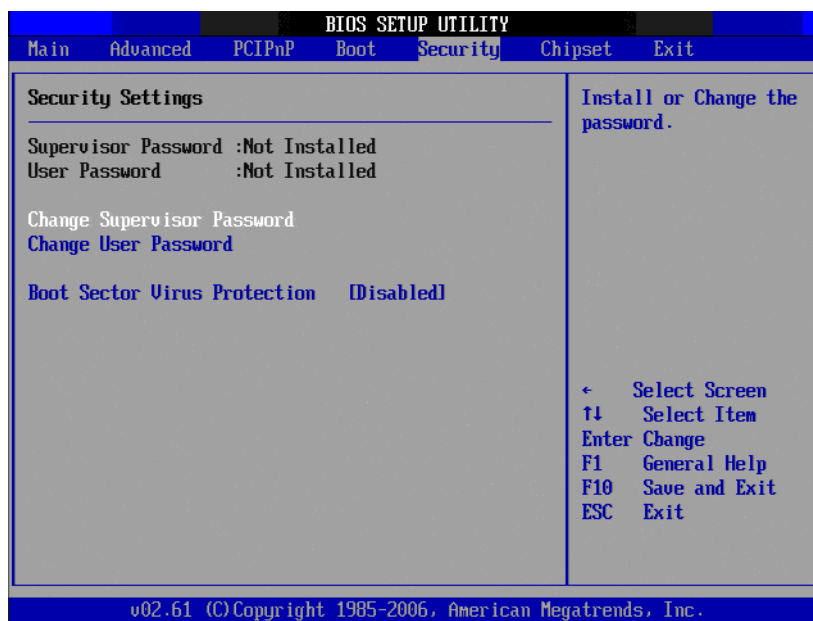 BIOS SETUP UTILITY
Main Advanced PCIPnP Boot Security Chipset Exit
Security Settings
Supervisor Password :Not Installed
User Password :Not Installed
Change Supervisor Password
Change User Password
Boot Sector Virus Protection [Disabled]
Install or Change the
password.
← Select Screen
↑↓ Select Item
Enter Change
F1 General Help
F10 Save and Exit
ESC Exit
v02.61 (C)Copyright 1985-2006, American Megatrends, Inc.